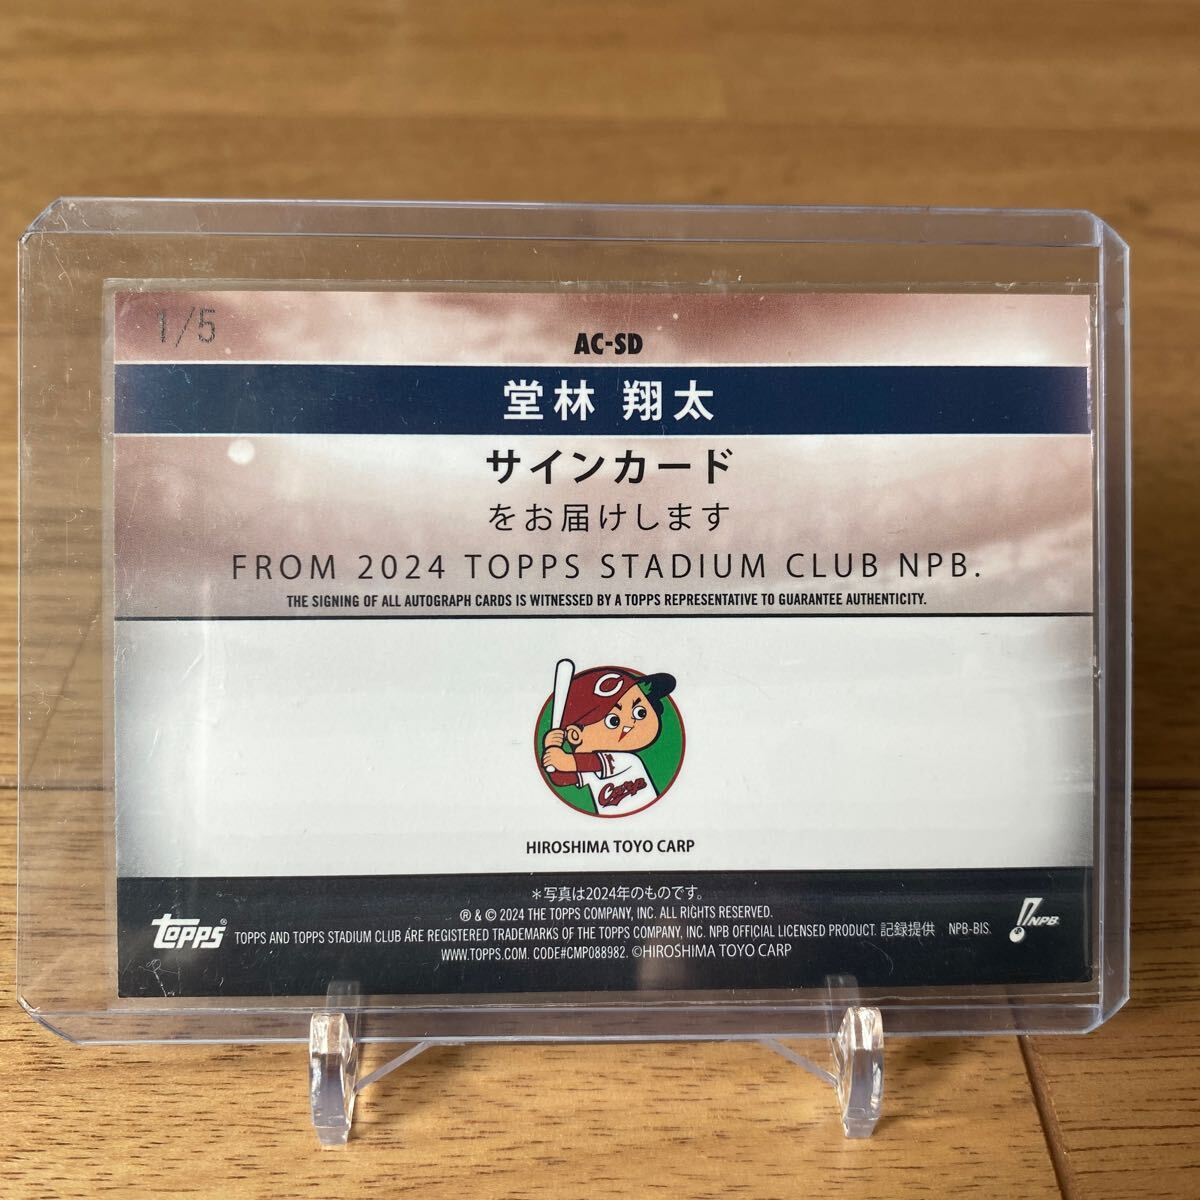 1/5
AC-SD
堂林 翔太
サインカード
をお届けします
FROM 2024 TOPPS STADIUM CLUB NPB.
THE SIGNING OF ALL AUTOGRAPH CARDS IS WITNESSED BY A TOPPS REPRESENTATIVE TO GUARANTEE AUTHENTICITY.
C
Carp
HIROSHIMA TOYO CARP
＊写真は2024年のものです。
® & © 2024 THE TOPPS COMPANY, INC. ALL RIGHTS RESERVED.
topps® TOPPS AND TOPPS STADIUM CLUB ARE REGISTERED TRADEMARKS OF THE TOPPS COMPANY, INC. NPB OFFICIAL LICENSED PRODUCT. 記録提供 NPB-BIS. NPB
WWW.TOPPS.COM. CODE#CMP088982. ©HIROSHIMA TOYO CARP